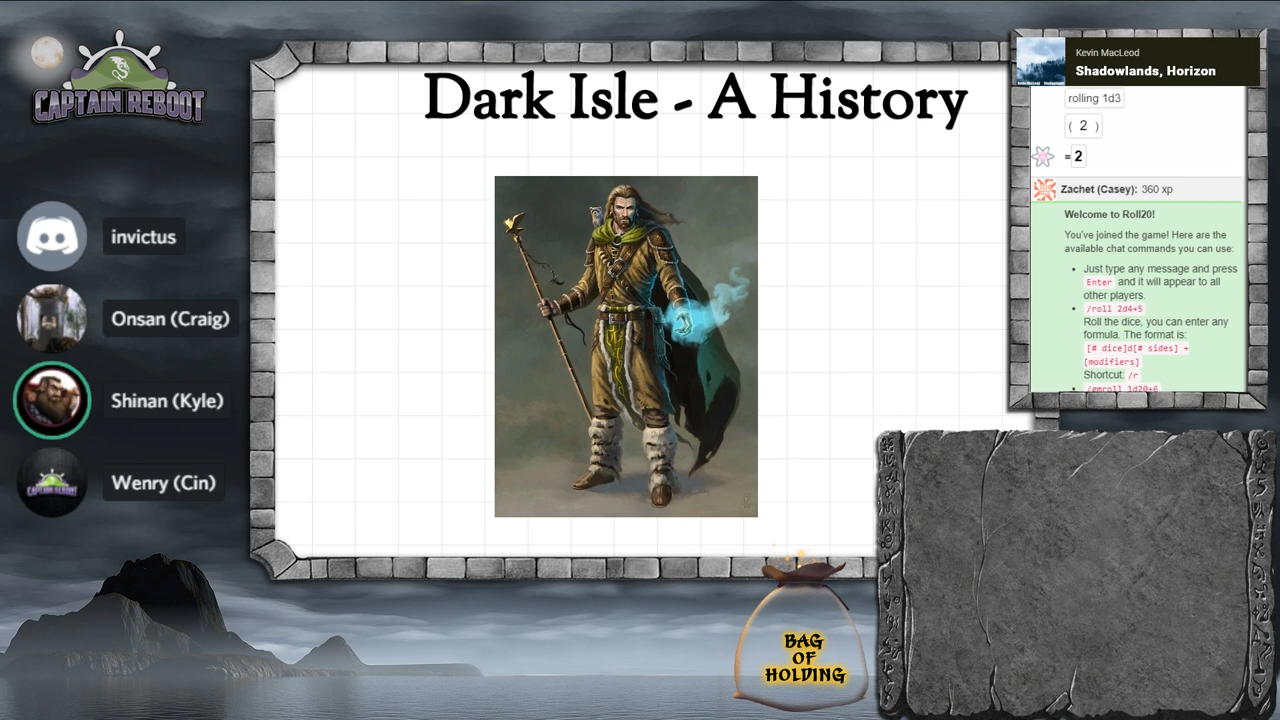 CAPTAIN REBOOT
invictus
Onsan (Craig)
Shinan (Kyle)
Wenry (Cin)
Dark Isle - A History
BAG
OF
HOLDING
Kevin MacLeod
Shadowlands, Horizon
rolling 1d3
( 2 )
=2
Zachet (Casey): 360 xp
Welcome to Roll20!
You've joined the game! Here are the
available chat commands you can use:
• Just type any message and press
Enter and it will appear to all
other players.
• /roll 2d4+5
Roll the dice, you can enter any
formula. The format is:
[# dice]d[# sides] +
[modifiers]
Shortcut: /r
• /gmroll 1d20+6